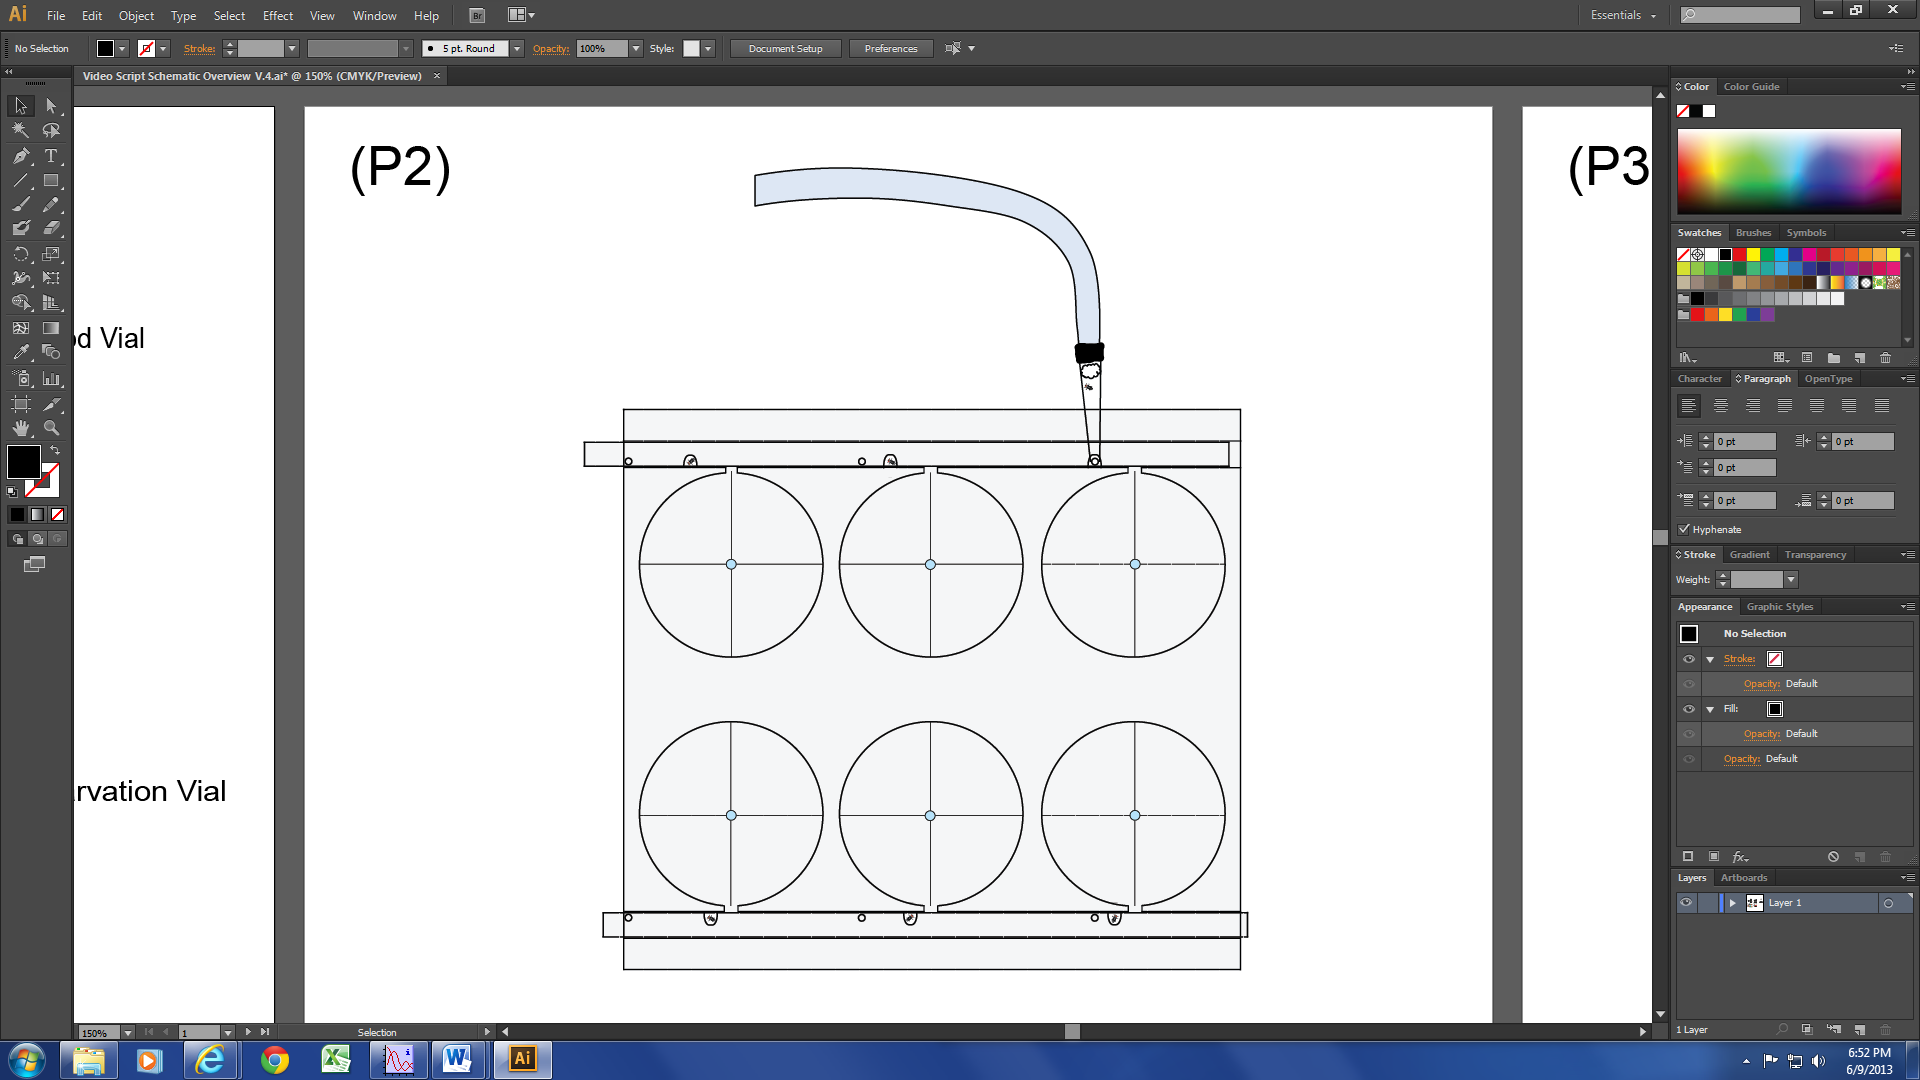 Ai File Edit Object Type Select Effect View Window Help Br Essentials
No Selection Stroke: 5 pt. Round Opacity: 100% Style: Document Setup Preferences
Video Script Schematic Overview V.4.ai* @ 150% (CMYK/Preview)
Color Color Guide
(P2)
(P3
Swatches Brushes Symbols
od Vial
Character Paragraph OpenType
0 pt 0 pt
0 pt
0 pt 0 pt
Hyphenate
Stroke Gradient Transparency
Weight:
Appearance Graphic Styles
No Selection
Stroke:
Opacity: Default
Fill:
Opacity: Default
Opacity: Default
rvation Vial
fx
Layers Artboards
Layer 1
150% 1 Selection
1 Layer
Ai
6:52 PM
6/9/2013